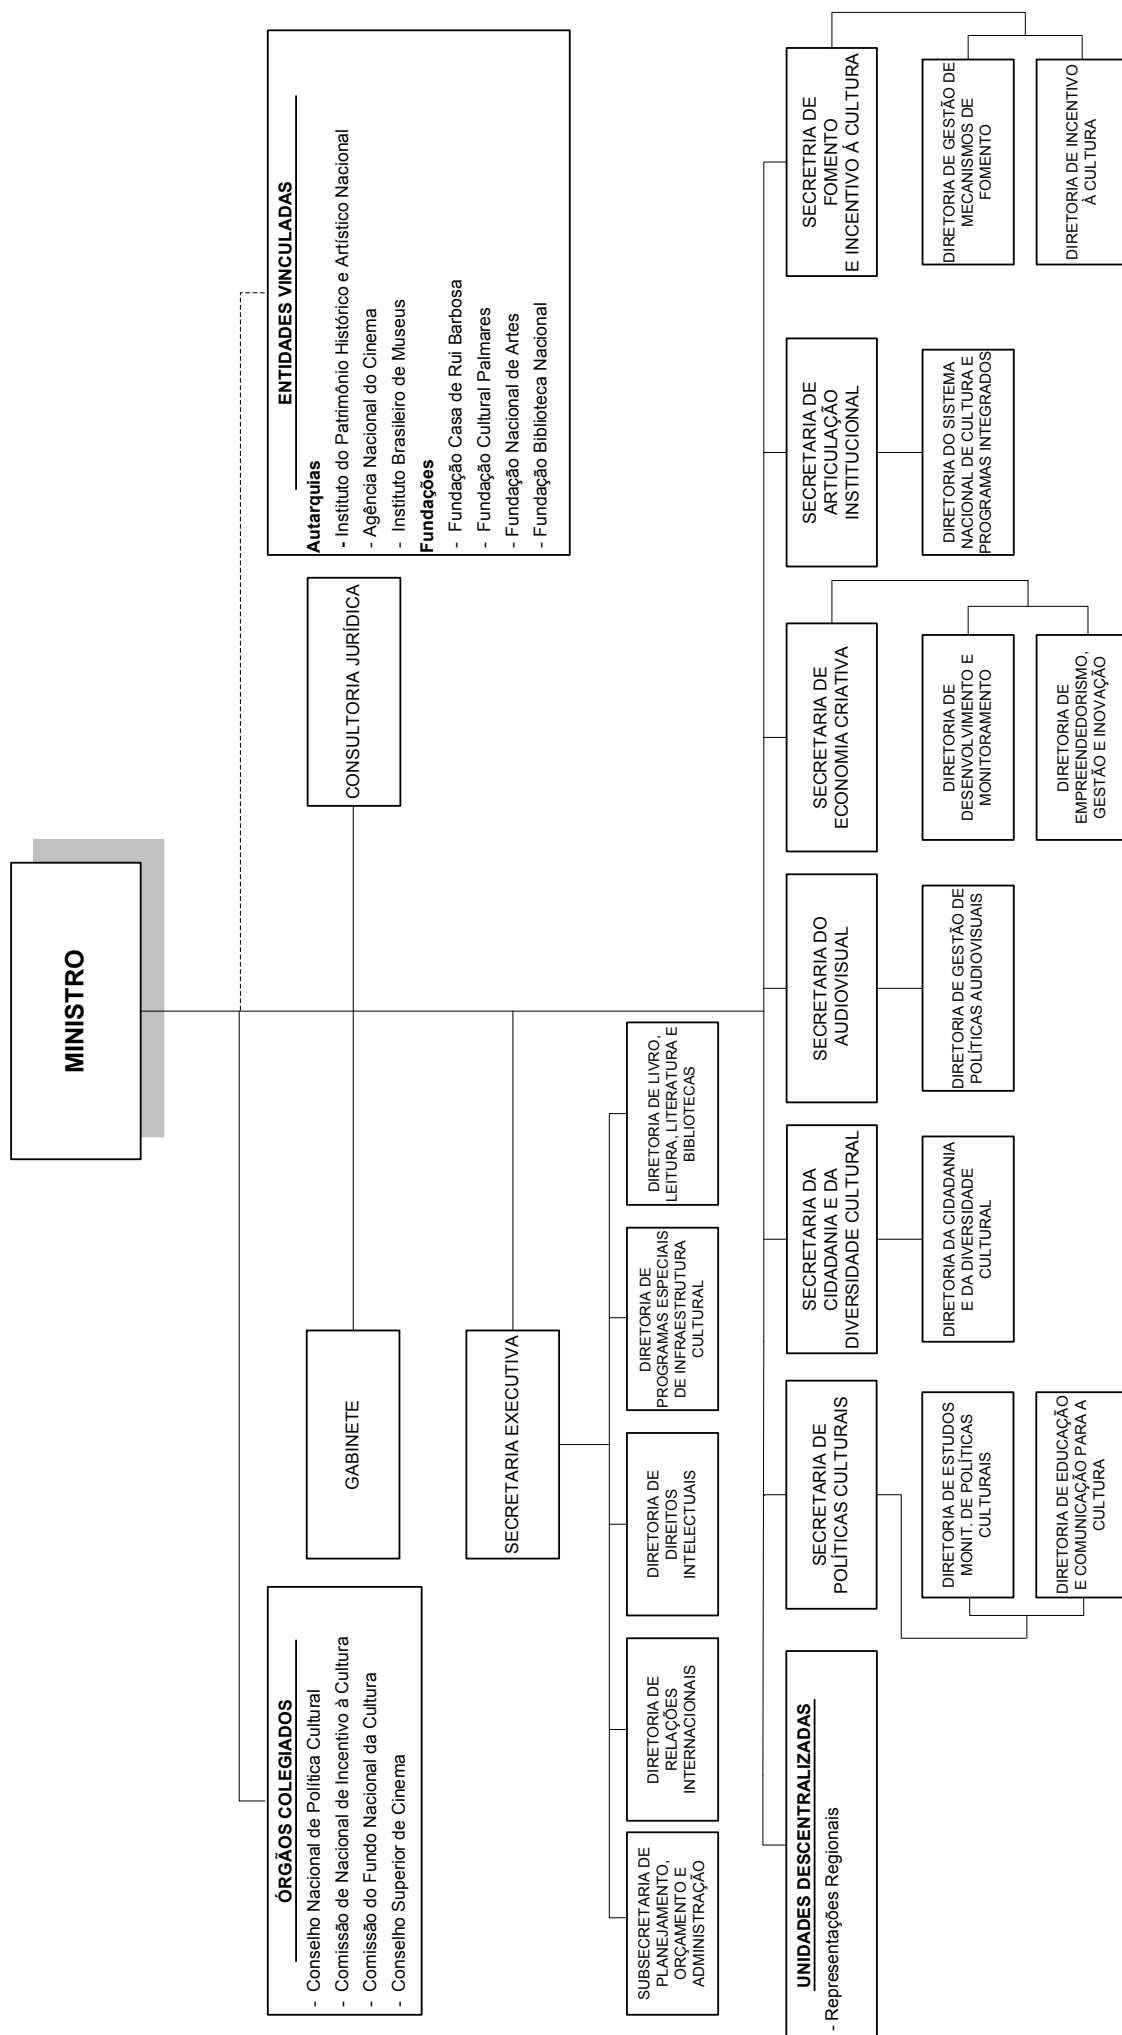 MINISTRO
ÓRGÃOS COLEGIADOS
- Conselho Nacional de Política Cultural
- Comissão de Nacional de Incentivo à Cultura
- Comissão do Fundo Nacional da Cultura
- Conselho Superior de Cinema
GABINETE
CONSULTORIA JURÍDICA
ENTIDADES VINCULADAS
Autarquias
- Instituto do Patrimônio Histórico e Artístico Nacional
- Agência Nacional do Cinema
- Instituto Brasileiro de Museus
Fundações
- Fundação Casa de Rui Barbosa
- Fundação Cultural Palmares
- Fundação Nacional de Artes
- Fundação Biblioteca Nacional
SECRETARIA EXECUTIVA
SUBSECRETARIA DE
PLANEJAMENTO,
ORÇAMENTO E
ADMINISTRAÇÃO
DIRETORIA DE
RELAÇÕES
INTERNACIONAIS
DIRETORIA DE
DIREITOS
INTELECTUAIS
DIRETORIA DE
PROGRAMAS ESPECIAIS
DE INFRAESTRUTURA
CULTURAL
DIRETORIA DE LIVRO,
LEITURA, LITERATURA E
BIBLIOTECAS
UNIDADES DESCENTRALIZADAS
- Representações Regionais
SECRETARIA DE
POLÍTICAS CULTURAIS
SECRETARIA DA
CIDADANIA E DA
DIVERSIDADE CULTURAL
SECRETARIA DO
AUDIOVISUAL
SECRETARIA DE
ECONOMIA CRIATIVA
SECRETARIA DE
ARTICULAÇÃO
INSTITUCIONAL
SECRETRIA DE
FOMENTO
E INCENTIVO Á CULTURA
DIRETORIA DE ESTUDOS
MONIT. DE POLÍTICAS
CULTURAIS
DIRETORIA DA CIDADANIA
E DA DIVERSIDADE
CULTURAL
DIRETORIA DE GESTÃO DE
POLÍTICAS AUDIOVISUAIS
DIRETORIA DE
DESENVOLVIMENTO E
MONITORAMENTO
DIRETORIA DO SISTEMA
NACIONAL DE CULTURA E
PROGRAMAS INTEGRADOS
DIRETORIA DE GESTÃO DE
MECANISMOS DE
FOMENTO
DIRETORIA DE EDUCAÇÃO
E COMUNICAÇÃO PARA A
CULTURA
DIRETORIA DE
EMPREENDEDORISMO,
GESTÃO E INOVAÇÃO
DIRETORIA DE INCENTIVO
À CULTURA